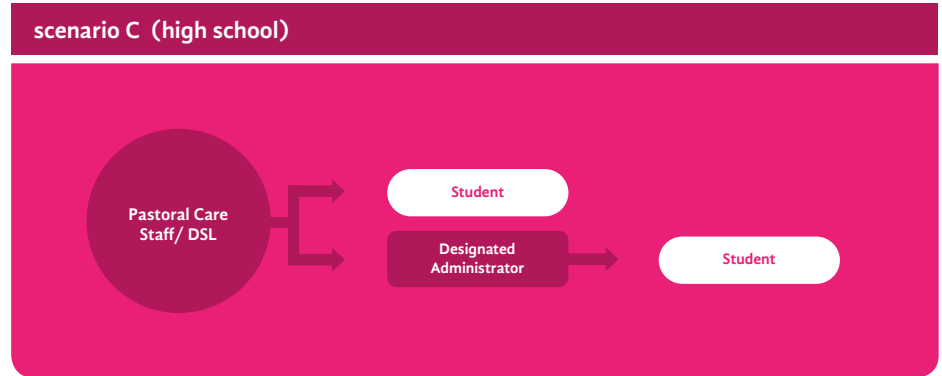 scenario C (high school)
Pastoral Care
Staff/ DSL
Student
Designated
Administrator
Student